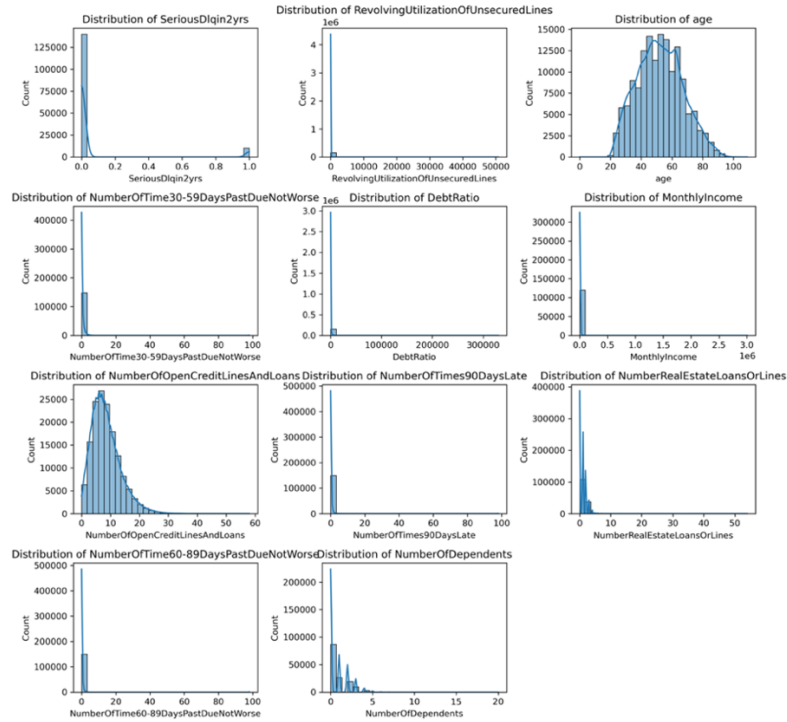 Distribution of SeriousDlqin2yrs
Distribution of RevolvingUtilizationOfUnsecuredLines
Distribution of age
1e6
Count
125000
100000
75000
50000
25000
0
0.0 0.2 0.4 0.6 0.8 1.0
SeriousDlqin2yrs
Count
4
3
2
1
0
0 10000 20000 30000 40000 50000
RevolvingUtilizationOfUnsecuredLines
Count
15000
12500
10000
7500
5000
2500
0
0 20 40 60 80 100
age
Distribution of NumberOfTime30-59DaysPastDueNotWorse
Distribution of DebtRatio
Distribution of MonthlyIncome
Count
400000
300000
200000
100000
0
0 20 40 60 80 100
NumberOfTime30-59DaysPastDueNotWorse
1e6
Count
3.0
2.5
2.0
1.5
1.0
0.5
0.0
0 100000 200000 300000
DebtRatio
Count
300000
250000
200000
150000
100000
50000
0
0.0 0.5 1.0 1.5 2.0 2.5 3.0
1e6
MonthlyIncome
Distribution of NumberOfOpenCreditLinesAndLoans
Distribution of NumberOfTimes90DaysLate
Distribution of NumberRealEstateLoansOrLines
Count
25000
20000
15000
10000
5000
0
0 10 20 30 40 50 60
NumberOfOpenCreditLinesAndLoans
Count
500000
400000
300000
200000
100000
0
0 20 40 60 80 100
NumberOfTimes90DaysLate
Count
400000
300000
200000
100000
0
0 10 20 30 40 50
NumberRealEstateLoansOrLines
Distribution of NumberOfTime60-89DaysPastDueNotWorse
Distribution of NumberOfDependents
Count
500000
400000
300000
200000
100000
0
0 20 40 60 80 100
NumberOfTime60-89DaysPastDueNotWorse
Count
200000
150000
100000
50000
0
0 5 10 15 20
NumberOfDependents